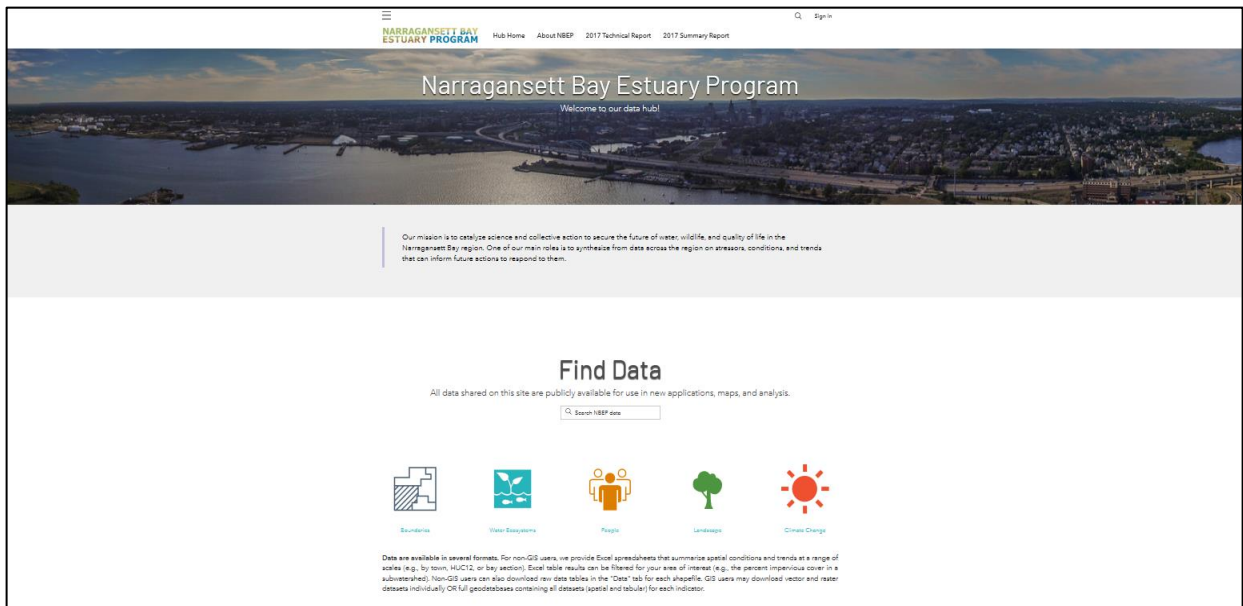 Sign In
NARRAGANSETT BAY
ESTUARY PROGRAM
Hub Home About NBEP 2017 Technical Report 2017 Summary Report
Narragansett Bay Estuary Program
Welcome to our data hub!
Our mission is to catalyze science and collective action to secure the future of water, wildlife, and quality of life in the
Narragansett Bay region. One of our main roles is to synthesize from data across the region on stressors, conditions, and trends
that can inform future actions to respond to them.
Find Data
All data shared on this site are publicly available for use in new applications, maps, and analysis.
Search NBEP data
Boundaries Water Ecosystems People Landscape Climate Change
Data are available in several formats. For non-GIS users, we provide Excel spreadsheets that summarize spatial conditions and trends at a range of
scales (e.g., by town, HUC12, or bay section). Excel table results can be filtered for your area of interest (e.g., the percent impervious cover in a
subwatershed). Non-GIS users can also download raw data tables in the "Data" tab for each shapefile. GIS users may download vector and raster
datasets individually OR full geodatabases containing all datasets (spatial and tabular) for each indicator.